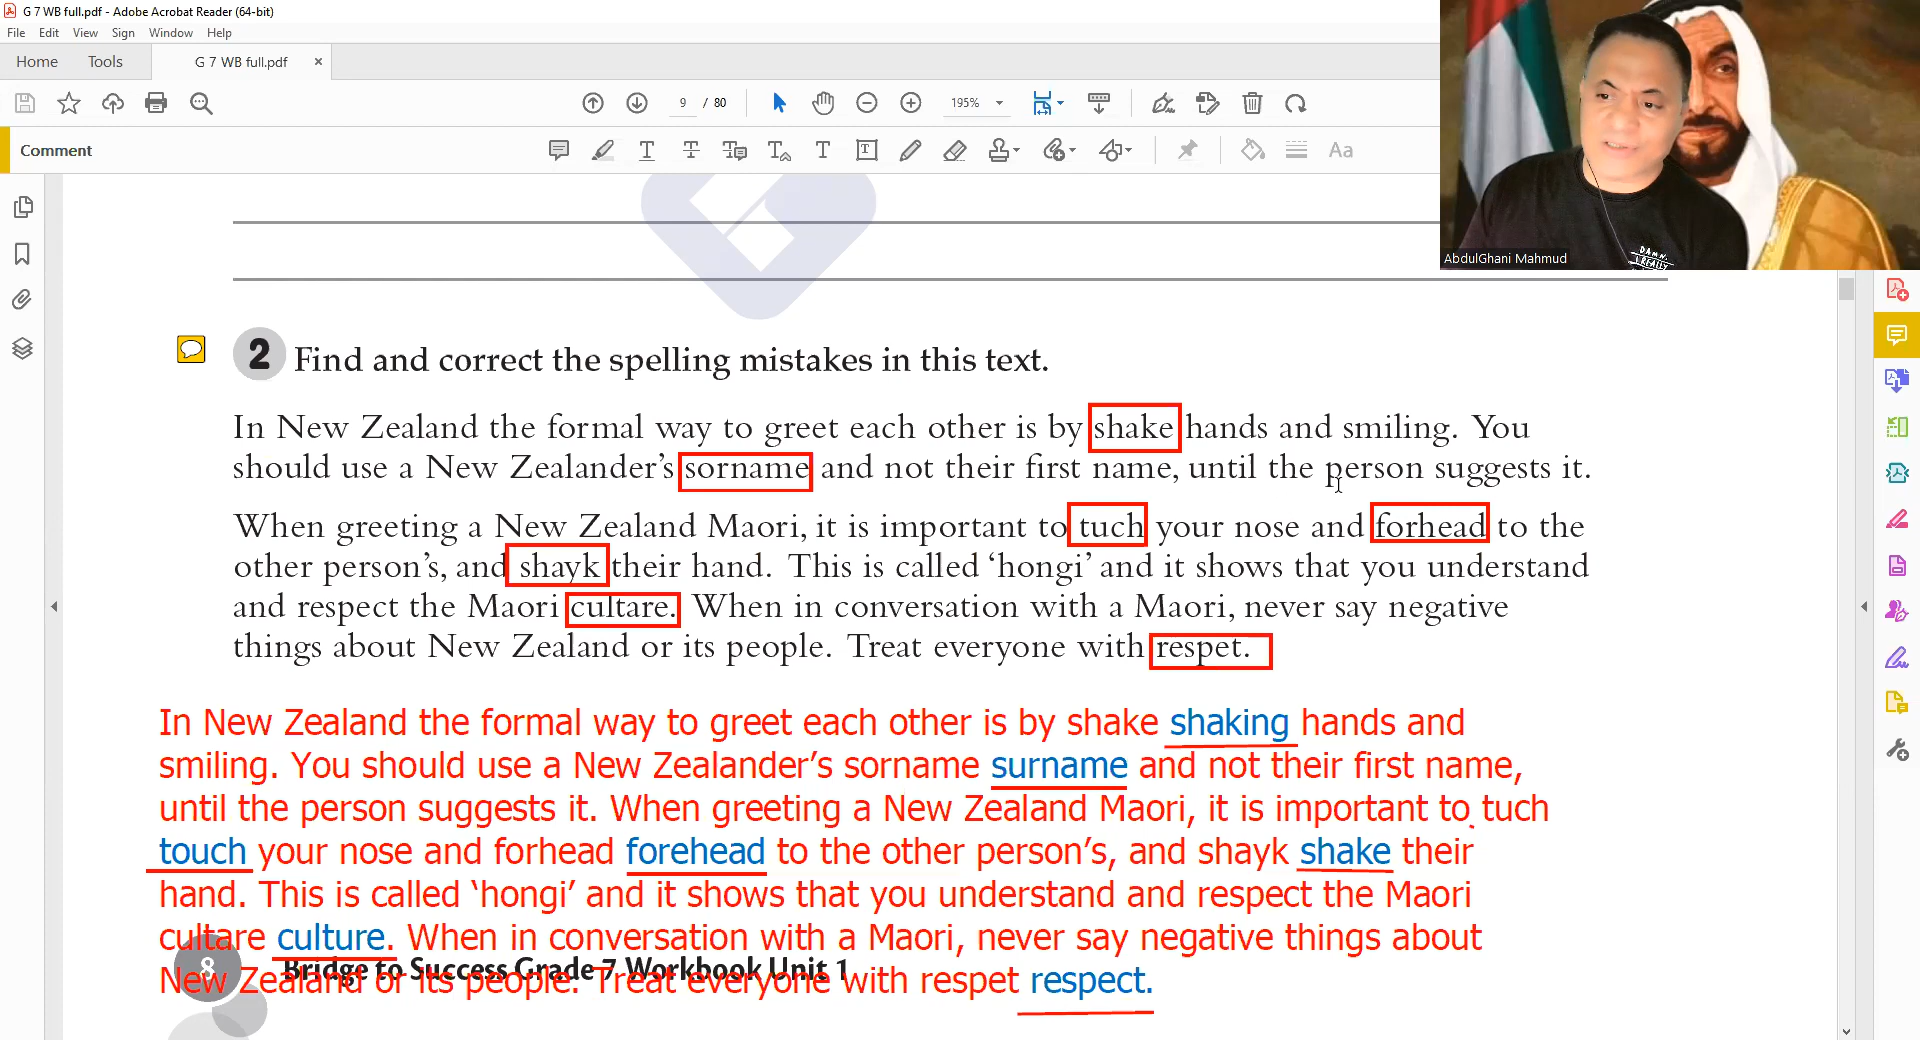 G 7 WB full.pdf - Adobe Acrobat Reader (64-bit)
File Edit View Sign Window Help
Home Tools G 7 WB full.pdf ×
9 / 80 195%
Comment
Aa
DAMN,
I REALLY
AbdulGhani Mahmud
2 Find and correct the spelling mistakes in this text.
In New Zealand the formal way to greet each other is by shake hands and smiling. You
should use a New Zealander’s sorname and not their first name, until the person suggests it.
When greeting a New Zealand Maori, it is important to tuch your nose and forhead to the
other person’s, and shayk their hand. This is called ‘hongi’ and it shows that you understand
and respect the Maori cultare. When in conversation with a Maori, never say negative
things about New Zealand or its people. Treat everyone with respet.
In New Zealand the formal way to greet each other is by shake shaking hands and
smiling. You should use a New Zealander’s sorname surname and not their first name,
until the person suggests it. When greeting a New Zealand Maori, it is important to tuch
touch your nose and forhead forehead to the other person’s, and shayk shake their
hand. This is called ‘hongi’ and it shows that you understand and respect the Maori
cultare culture. When in conversation with a Maori, never say negative things about
New Zealand or its people. Treat everyone with respet respect.
8 Bridge to Success Grade 7 Workbook Unit 1